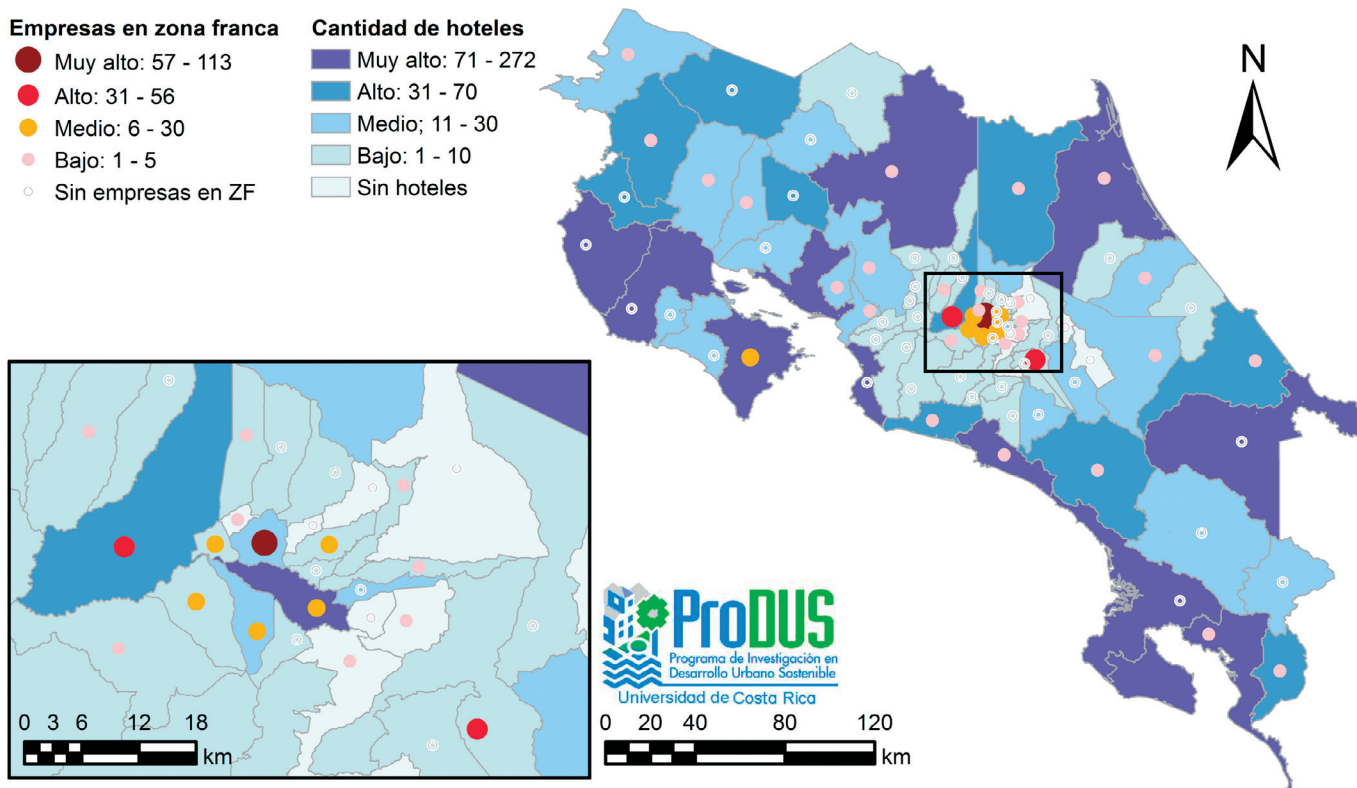 Empresas en zona franca
Muy alto: 57 - 113
Alto: 31 - 56
Medio: 6 - 30
Bajo: 1 - 5
Sin empresas en ZF
Cantidad de hoteles
Muy alto: 71 - 272
Alto: 31 - 70
Medio; 11 - 30
Bajo: 1 - 10
Sin hoteles
N
0 3 6 12 18
km
ProDUS
Programa de Investigación en
Desarrollo Urbano Sostenible
Universidad de Costa Rica
0 20 40 80 120
km